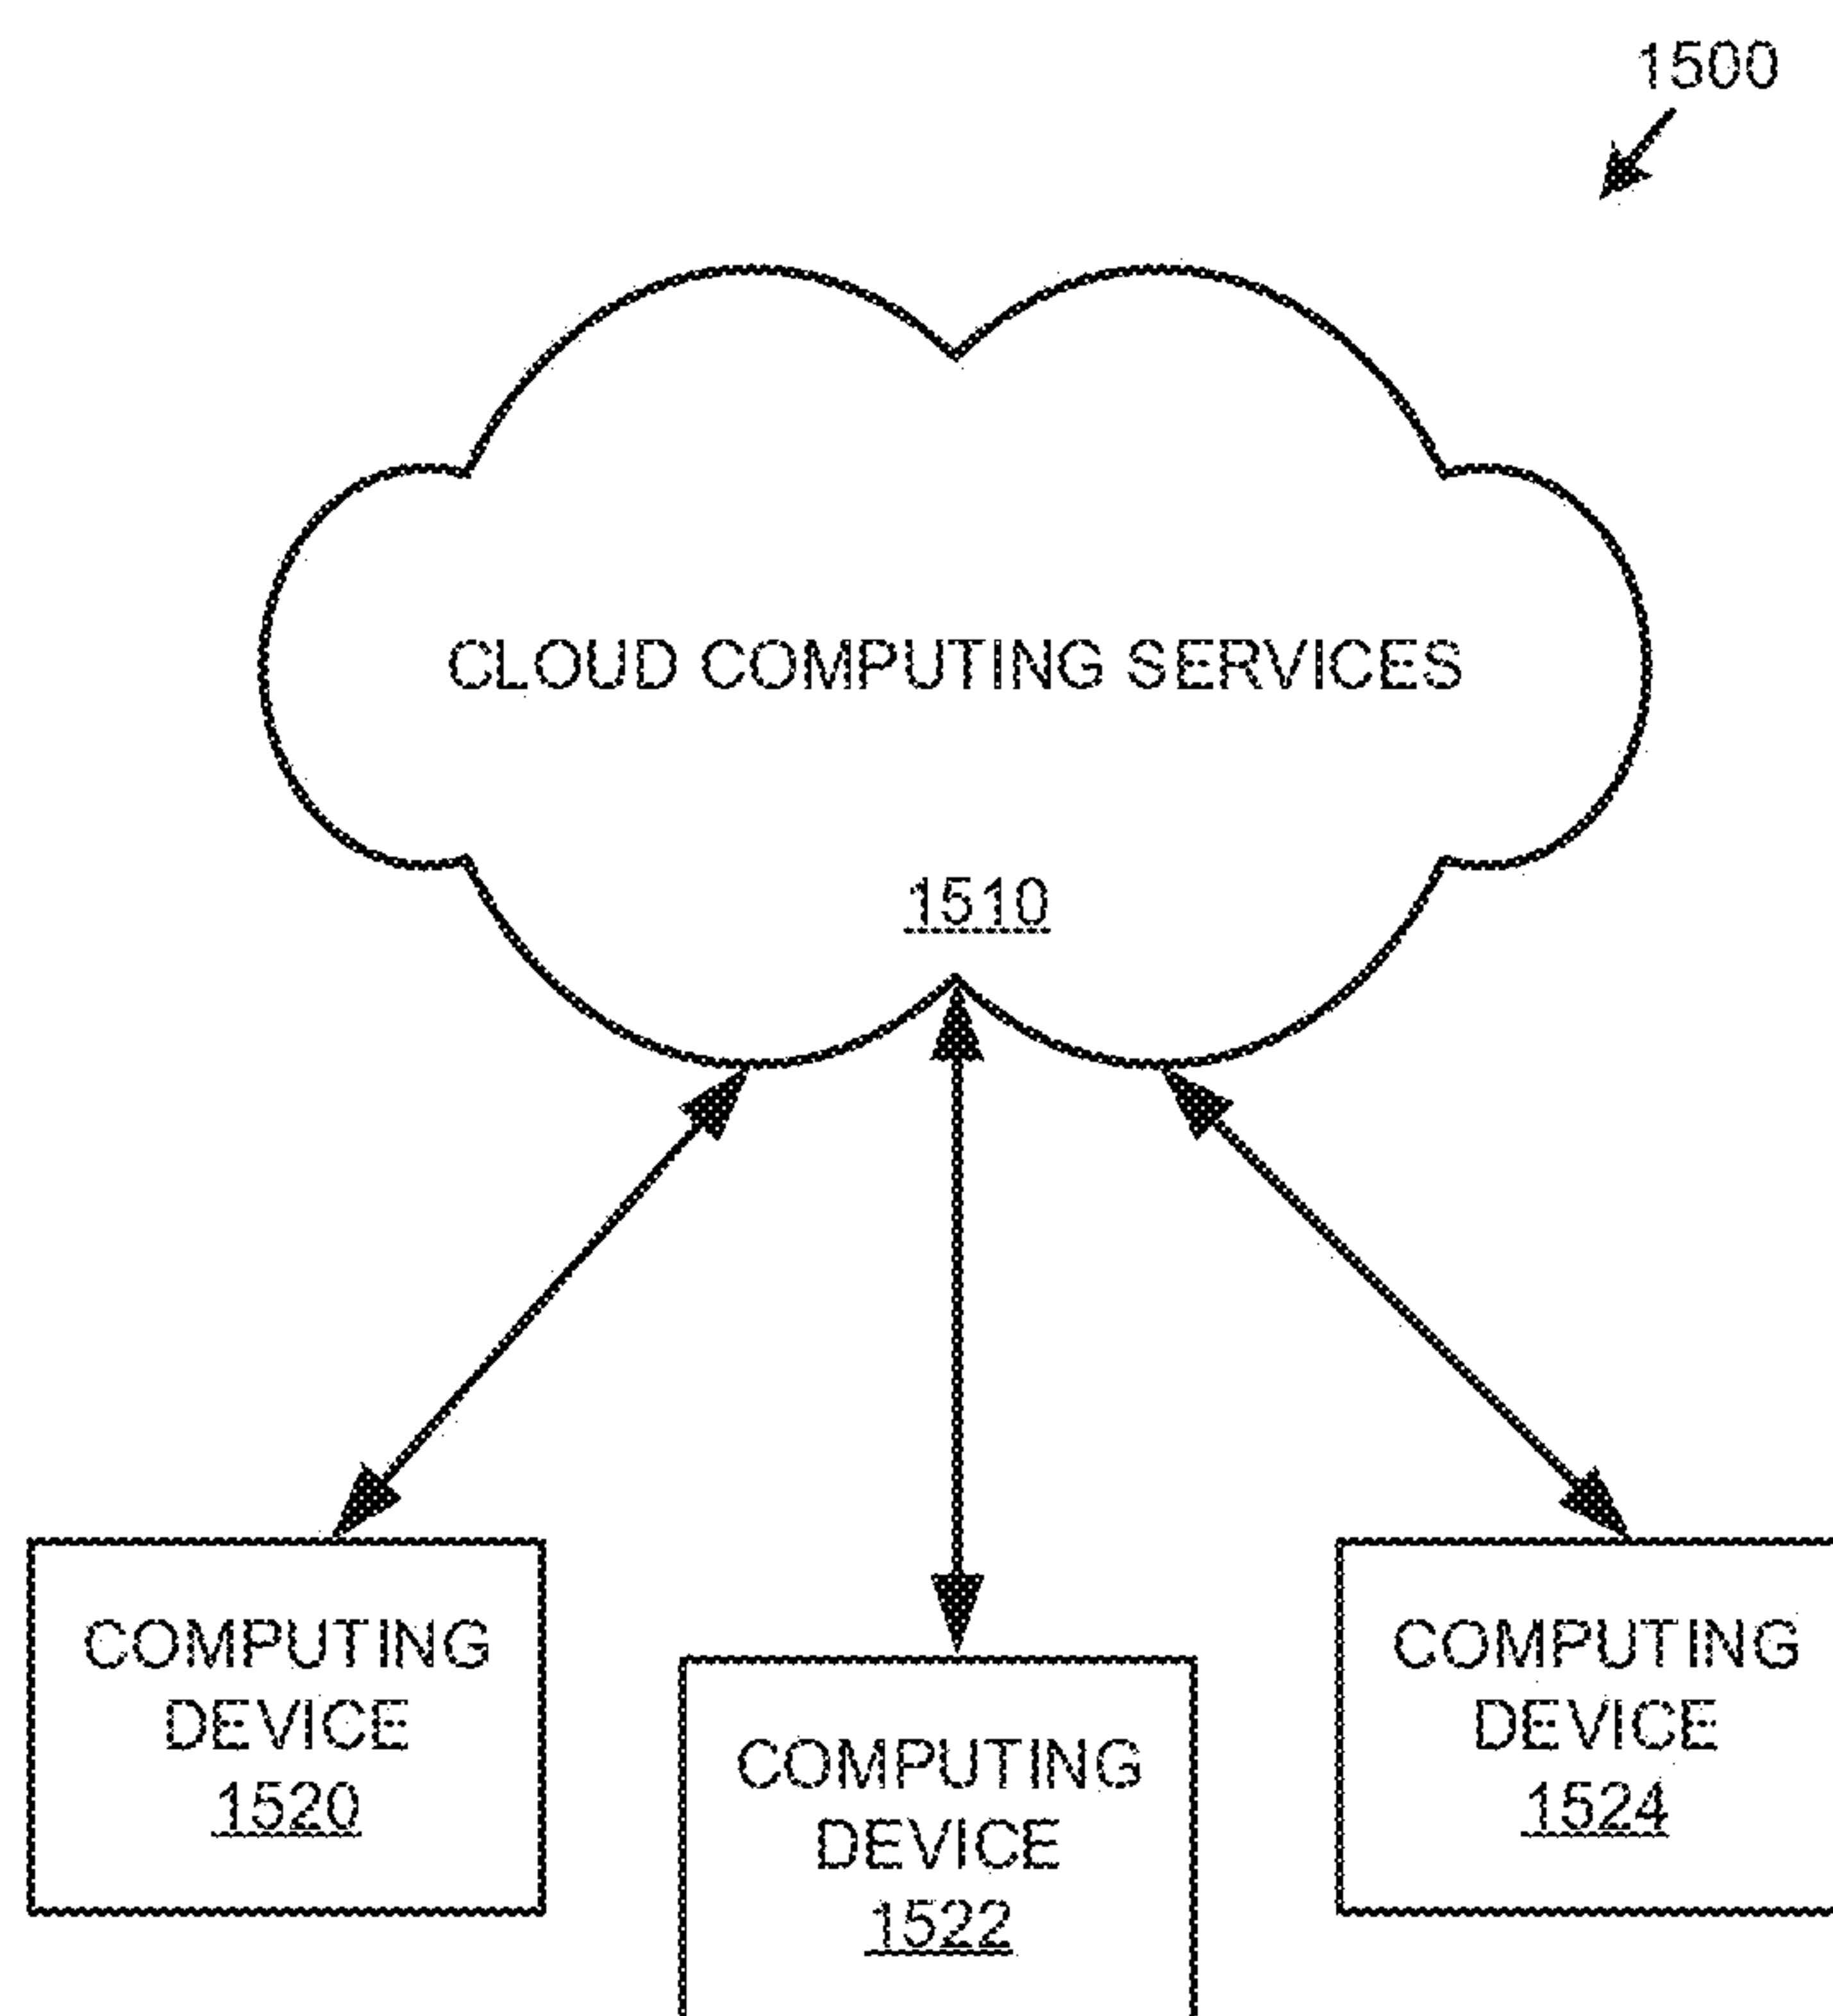 1500
CLOUD COMPUTING SERVICES
1510
COMPUTING
DEVICE
1520
COMPUTING
DEVICE
1522
COMPUTING
DEVICE
1524